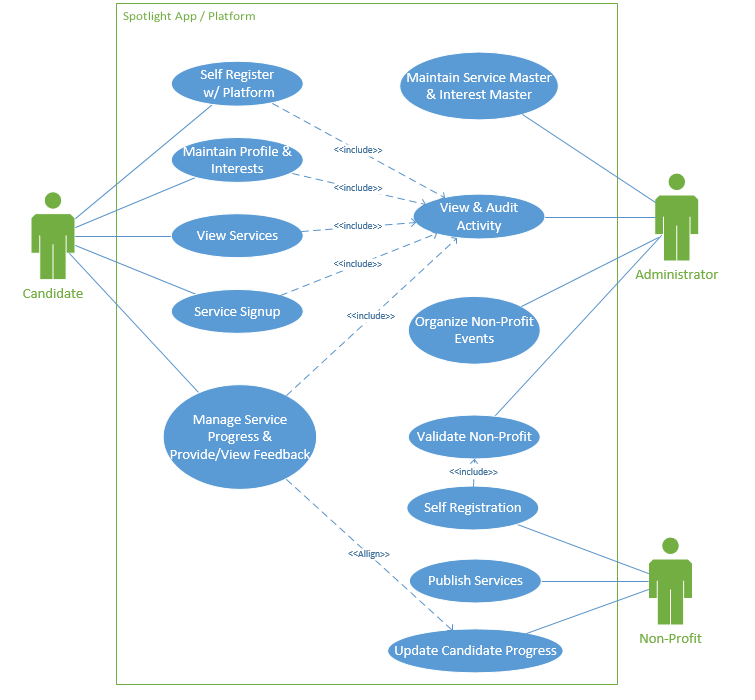 Spotlight App / Platform
Self Register
w/ Platform
Maintain Service Master
& Interest Master
<<include>>
Maintain Profile &
Interests
<<include>>
View & Audit
Activity
View Services
<<include>>
<<include>>
Candidate
Administrator
Service Signup
<<include>>
Organize Non-Profit
Events
Manage Service
Progress &
Provide/View Feedback
Validate Non-Profit
<<include>>
Self Registration
<<Allign>>
Publish Services
Non-Profit
Update Candidate Progress